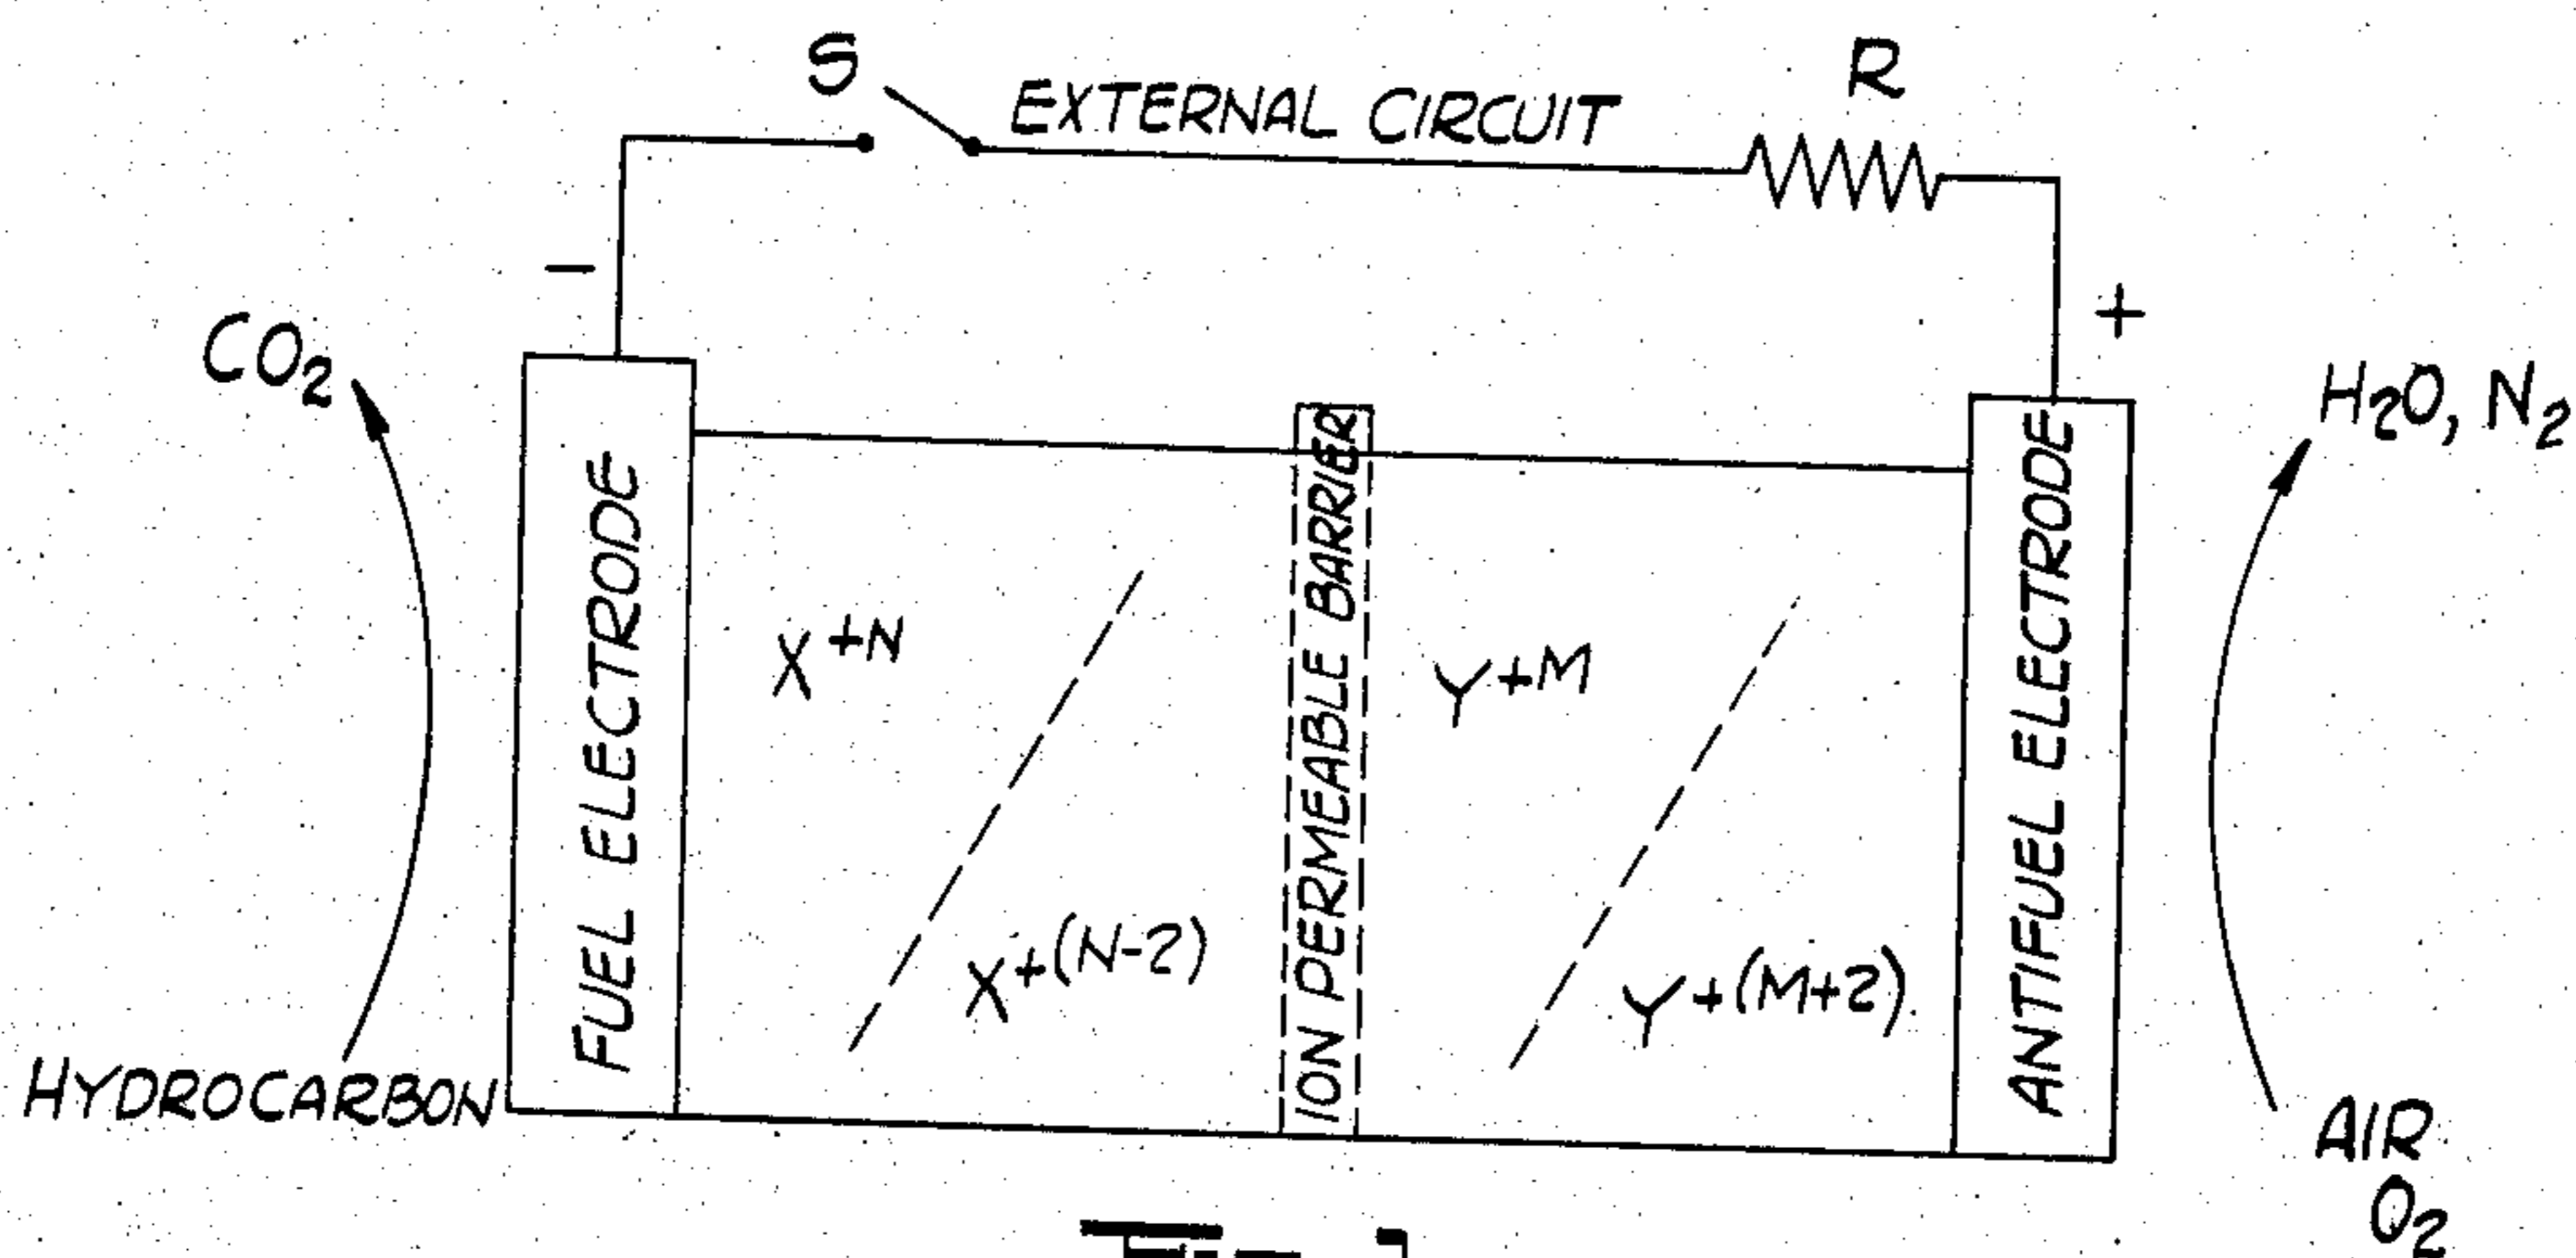 S
EXTERNAL CIRCUIT
R
−
+
CO2
H2O, N2
FUEL ELECTRODE
X+N
X+(N-2)
ION PERMEABLE BARRIER
Y+M
Y+(M+2)
ANTIFUEL ELECTRODE
HYDROCARBON
AIR
O2